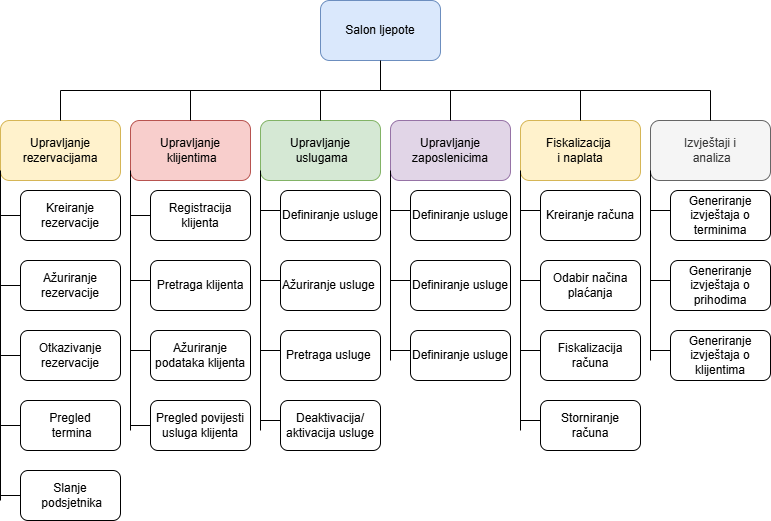 Salon ljepote
Upravljanje
rezervacijama
Upravljanje
klijentima
Upravljanje
uslugama
Upravljanje
zaposlenicima
Fiskalizacija
i naplata
Izvještaji i
analiza
Kreiranje
rezervacije
Ažuriranje
rezervacije
Otkazivanje
rezervacije
Pregled
termina
Slanje
podsjetnika
Registracija
klijenta
Pretraga klijenta
Ažuriranje
podataka klijenta
Pregled povijesti
usluga klijenta
Definiranje usluge
Ažuriranje usluge
Pretraga usluge
Deaktivacija/
aktivacija usluge
Definiranje usluge
Definiranje usluge
Definiranje usluge
Kreiranje računa
Odabir načina
plaćanja
Fiskalizacija
računa
Storniranje
računa
Generiranje
izvještaja o
terminima
Generiranje
izvještaja o
prihodima
Generiranje
izvještaja o
klijentima